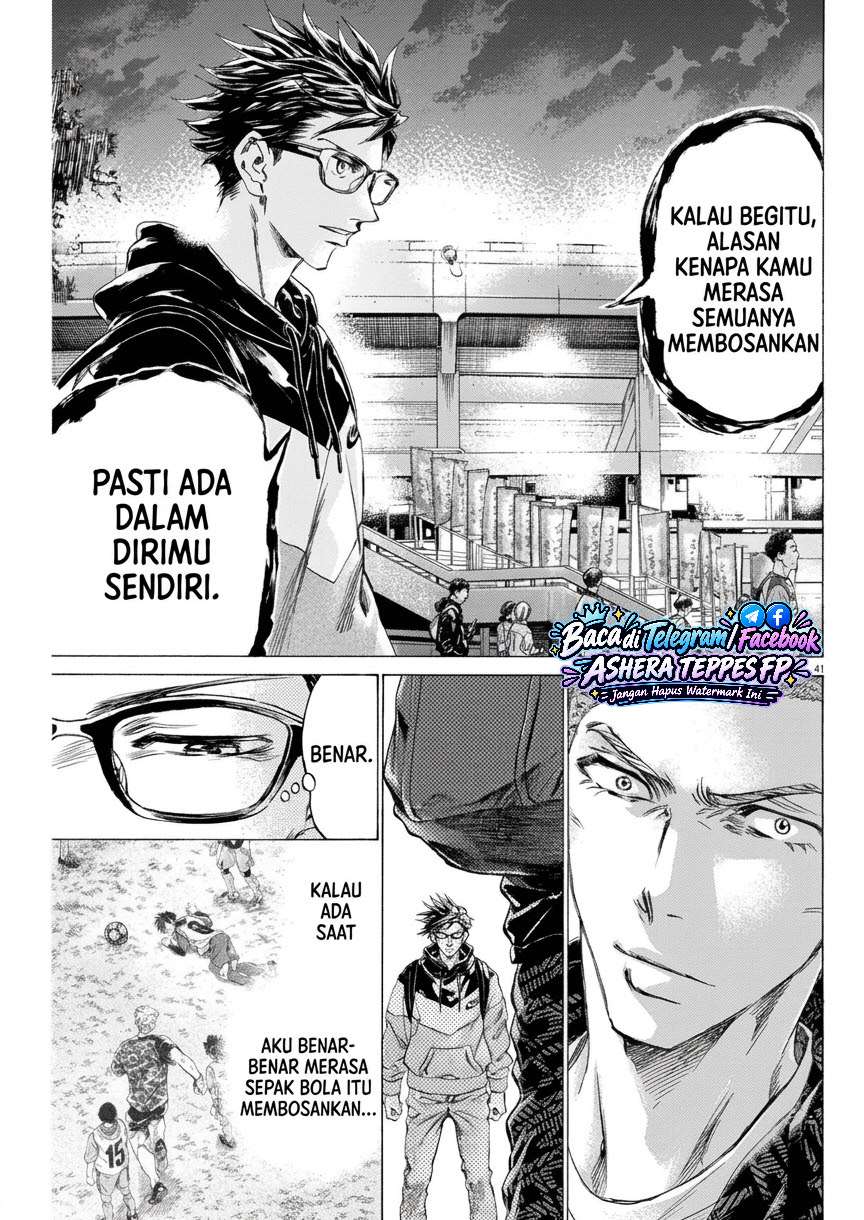 KALAU BEGITU,
ALASAN
KENAPA KAMU
MERASA
SEMUANYA
MEMBOSANKAN
PASTI ADA
DALAM
DIRIMU
SENDIRI.
Baca di Telegram/Facebook
ASHERA TEPPES FP
Jangan Hapus Watermark Ini
41
BENAR.
KALAU
ADA
SAAT
AKU BENAR-
BENAR MERASA
SEPAK BOLA ITU
MEMBOSANKAN...
15